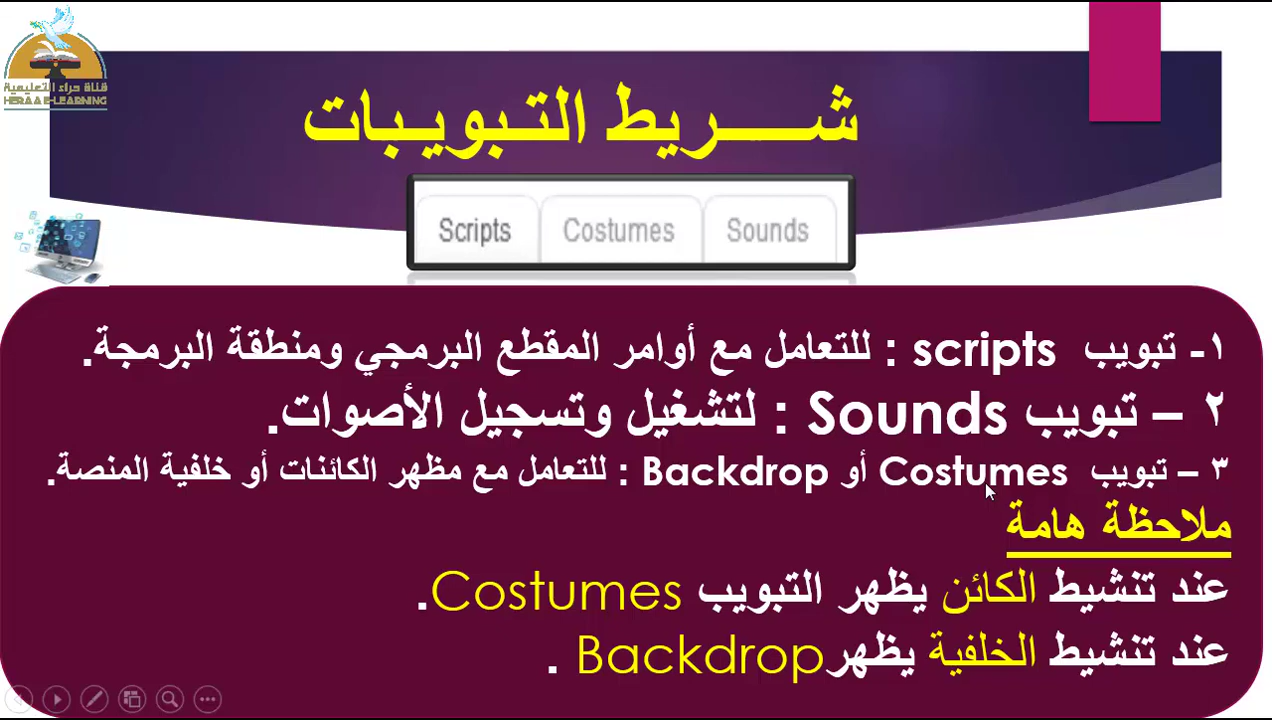 قناة حراء التعليمية
HERAA E-LEARNING
شريط التبويبات
Scripts Costumes Sounds
١- تبويب scripts : للتعامل مع أوامر المقطع البرمجي ومنطقة البرمجة.
٢ – تبويب Sounds : لتشغيل وتسجيل الأصوات.
٣ – تبويب Costumes أو Backdrop : للتعامل مع مظهر الكائنات أو خلفية المنصة.
ملاحظة هامة
عند تنشيط الكائن يظهر التبويب Costumes.
عند تنشيط الخلفية يظهرBackdrop .